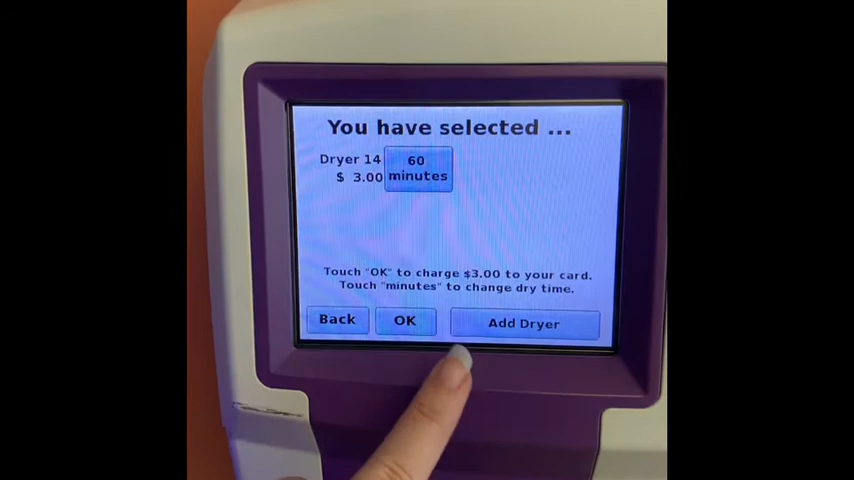 You have selected ...
Dryer 14
$ 3.00
60
minutes
Touch "OK" to charge $3.00 to your card.
Touch "minutes" to change dry time.
Back
OK
Add Dryer